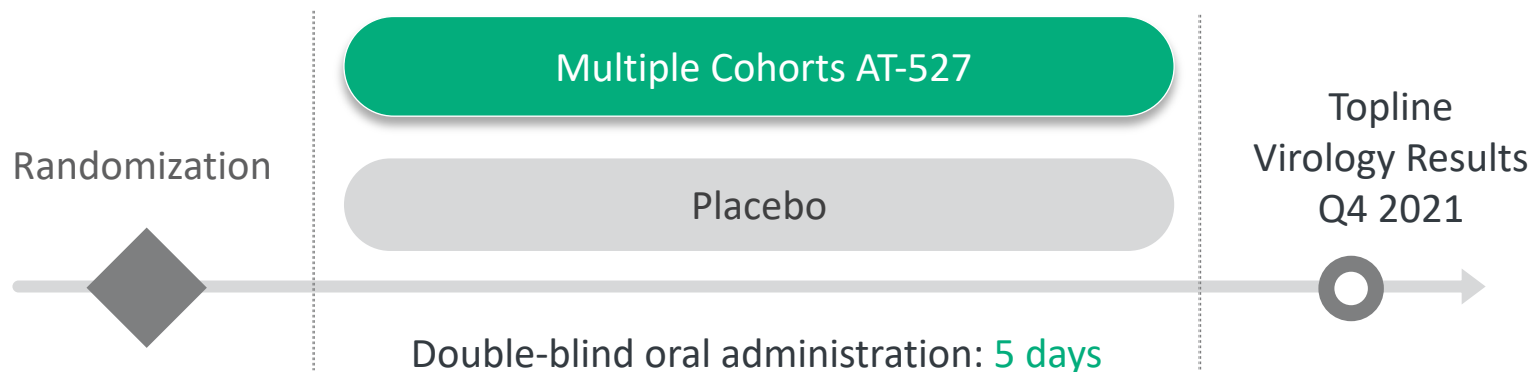 Multiple Cohorts AT-527
Randomization
Placebo
Topline
Virology Results
Q4 2021
Double-blind oral administration: 5 days